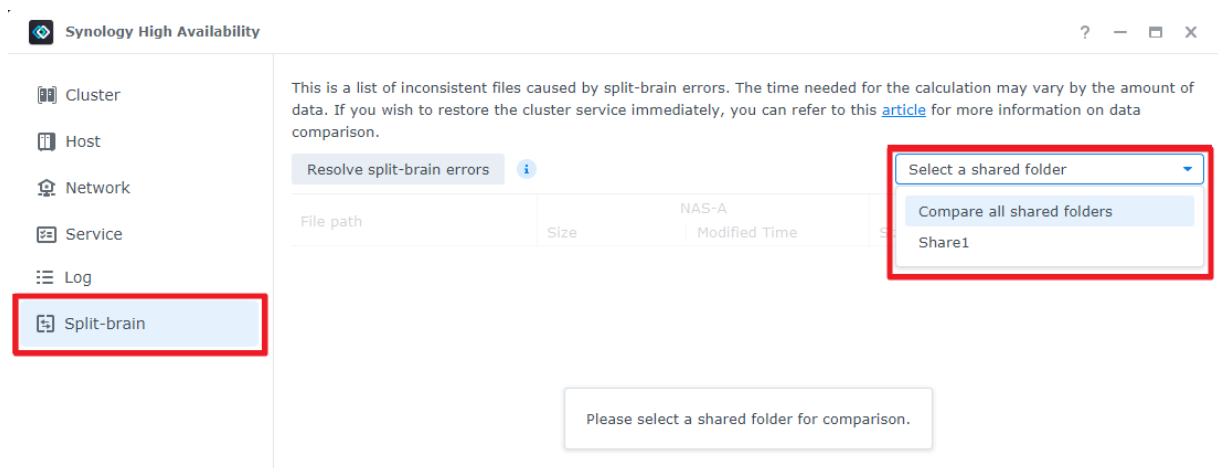 Synology High Availability
Cluster
Host
Network
Service
Log
Split-brain
This is a list of inconsistent files caused by split-brain errors. The time needed for the calculation may vary by the amount of
data. If you wish to restore the cluster service immediately, you can refer to this article for more information on data
comparison.
Resolve split-brain errors
Select a shared folder
File path
NAS-A
Size
Modified Time
Compare all shared folders
Share1
Please select a shared folder for comparison.